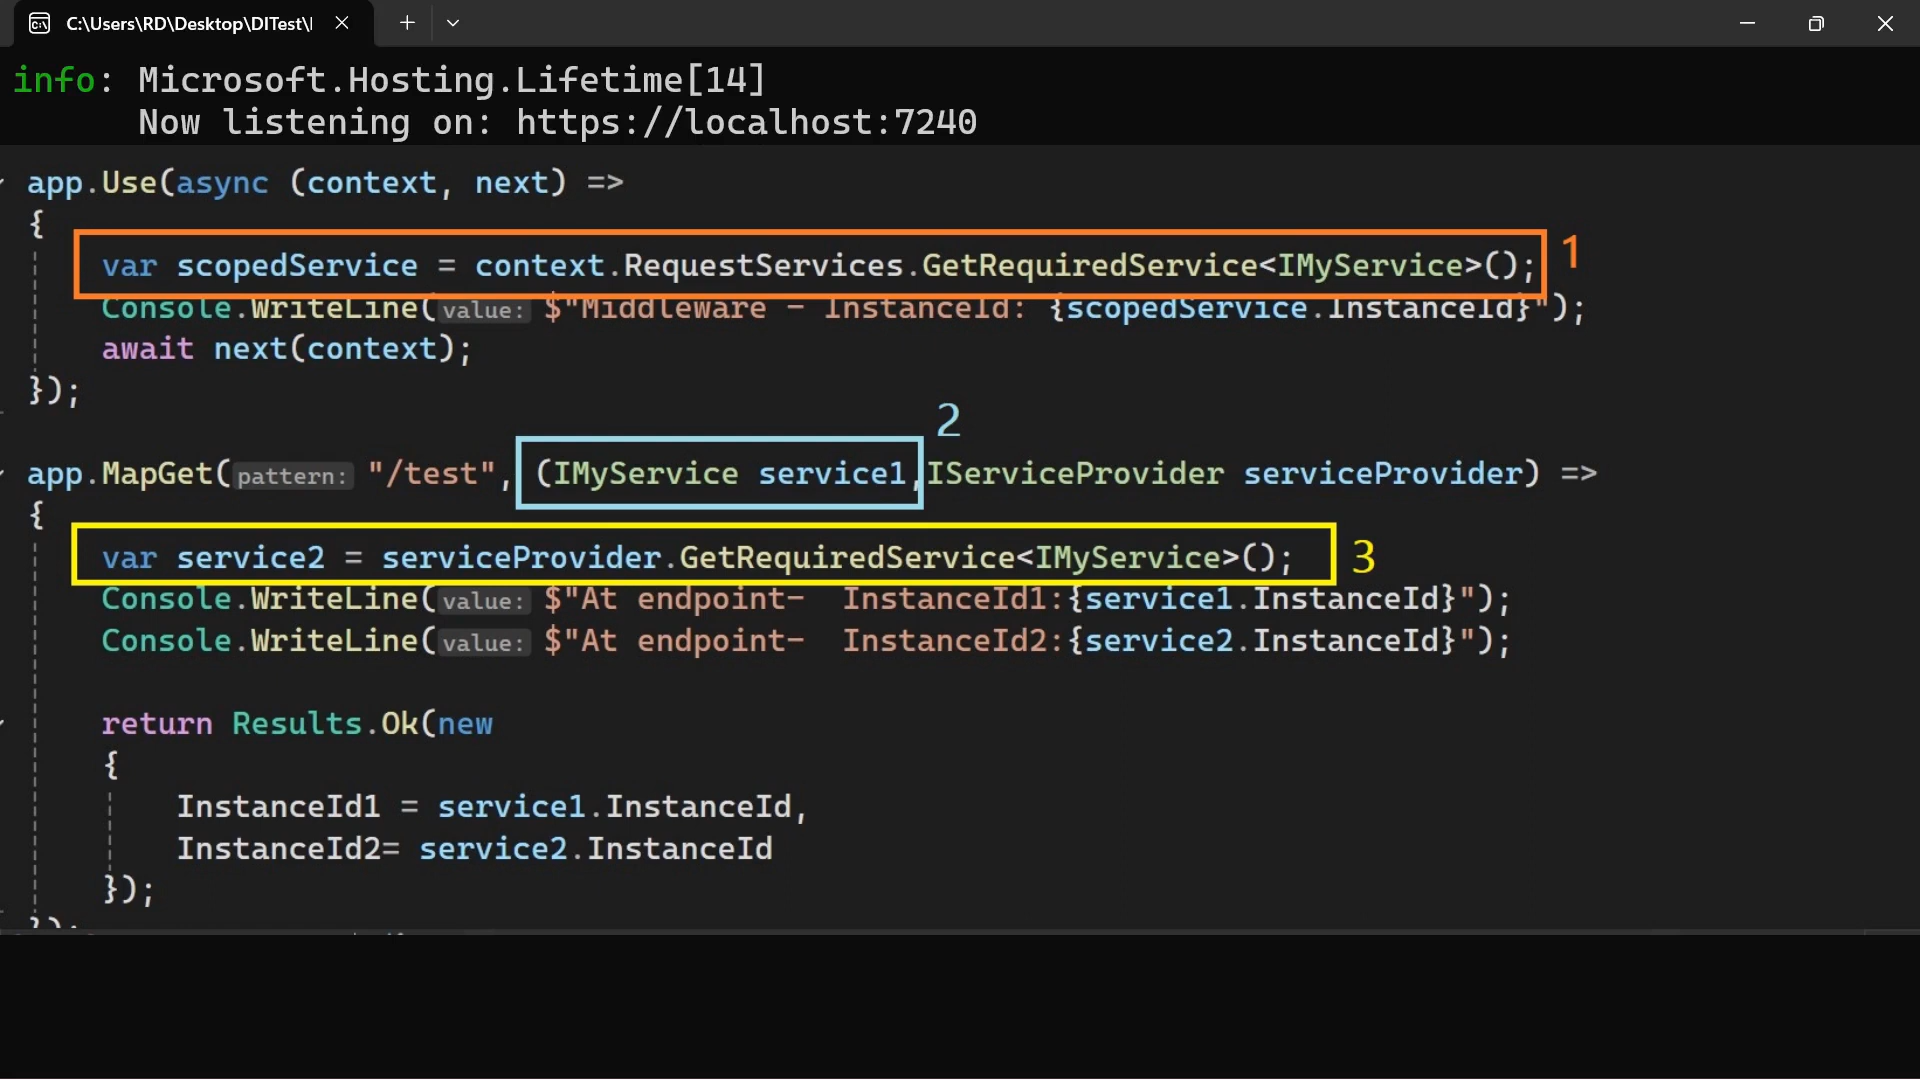 C:\Users\RD\Desktop\DITest\
info: Microsoft.Hosting.Lifetime[14]
Now listening on: https://localhost:7240
app.Use(async (context, next) =>
{
var scopedService = context.RequestServices.GetRequiredService<IMyService>(); 1
Console.WriteLine(value: $"Middleware - InstanceId: {scopedService.InstanceId}");
await next(context);
});
2
app.MapGet(pattern: "/test", (IMyService service1,IServiceProvider serviceProvider) =>
{
var service2 = serviceProvider.GetRequiredService<IMyService>(); 3
Console.WriteLine(value: $"At endpoint-  InstanceId1:{service1.InstanceId}");
Console.WriteLine(value: $"At endpoint-  InstanceId2:{service2.InstanceId}");
return Results.Ok(new
{
InstanceId1 = service1.InstanceId,
InstanceId2= service2.InstanceId
});
});